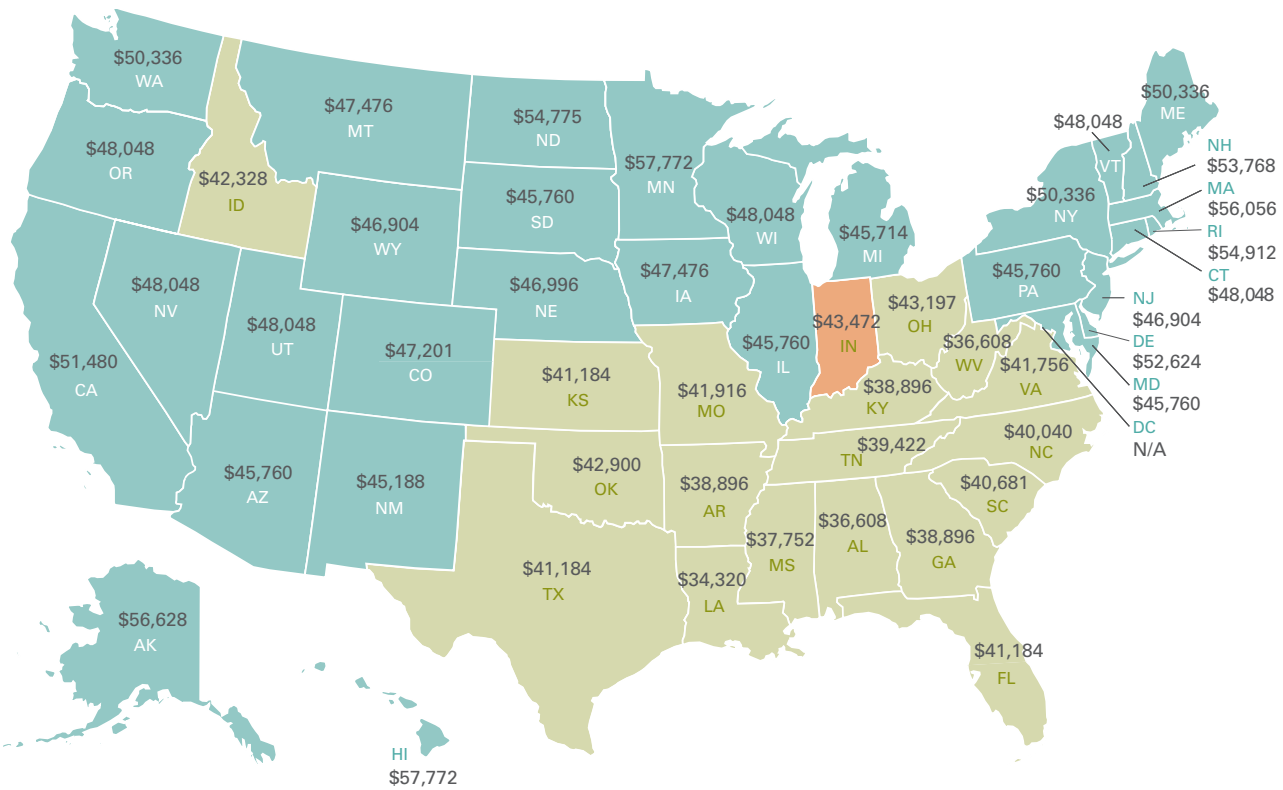 $50,336
WA
$48,048
OR
$42,328
ID
$47,476
MT
$54,775
ND
$57,772
MN
$45,760
SD
$46,904
WY
$48,048
WI
$45,714
MI
$50,336
ME
$48,048
VT
NH
$53,768
MA
$56,056
RI
$54,912
CT
$48,048
$50,336
NY
$45,760
PA
NJ
$46,904
DE
$52,624
MD
$45,760
DC
N/A
$51,480
CA
$48,048
NV
$48,048
UT
$47,201
CO
$46,996
NE
$47,476
IA
$45,760
IL
$43,472
IN
$43,197
OH
$36,608
WV
$41,756
VA
$41,184
KS
$41,916
MO
$38,896
KY
$45,760
AZ
$45,188
NM
$42,900
OK
$38,896
AR
$39,422
TN
$40,040
NC
$40,681
SC
$41,184
TX
$34,320
LA
$37,752
MS
$36,608
AL
$38,896
GA
$41,184
FL
$56,628
AK
HI
$57,772